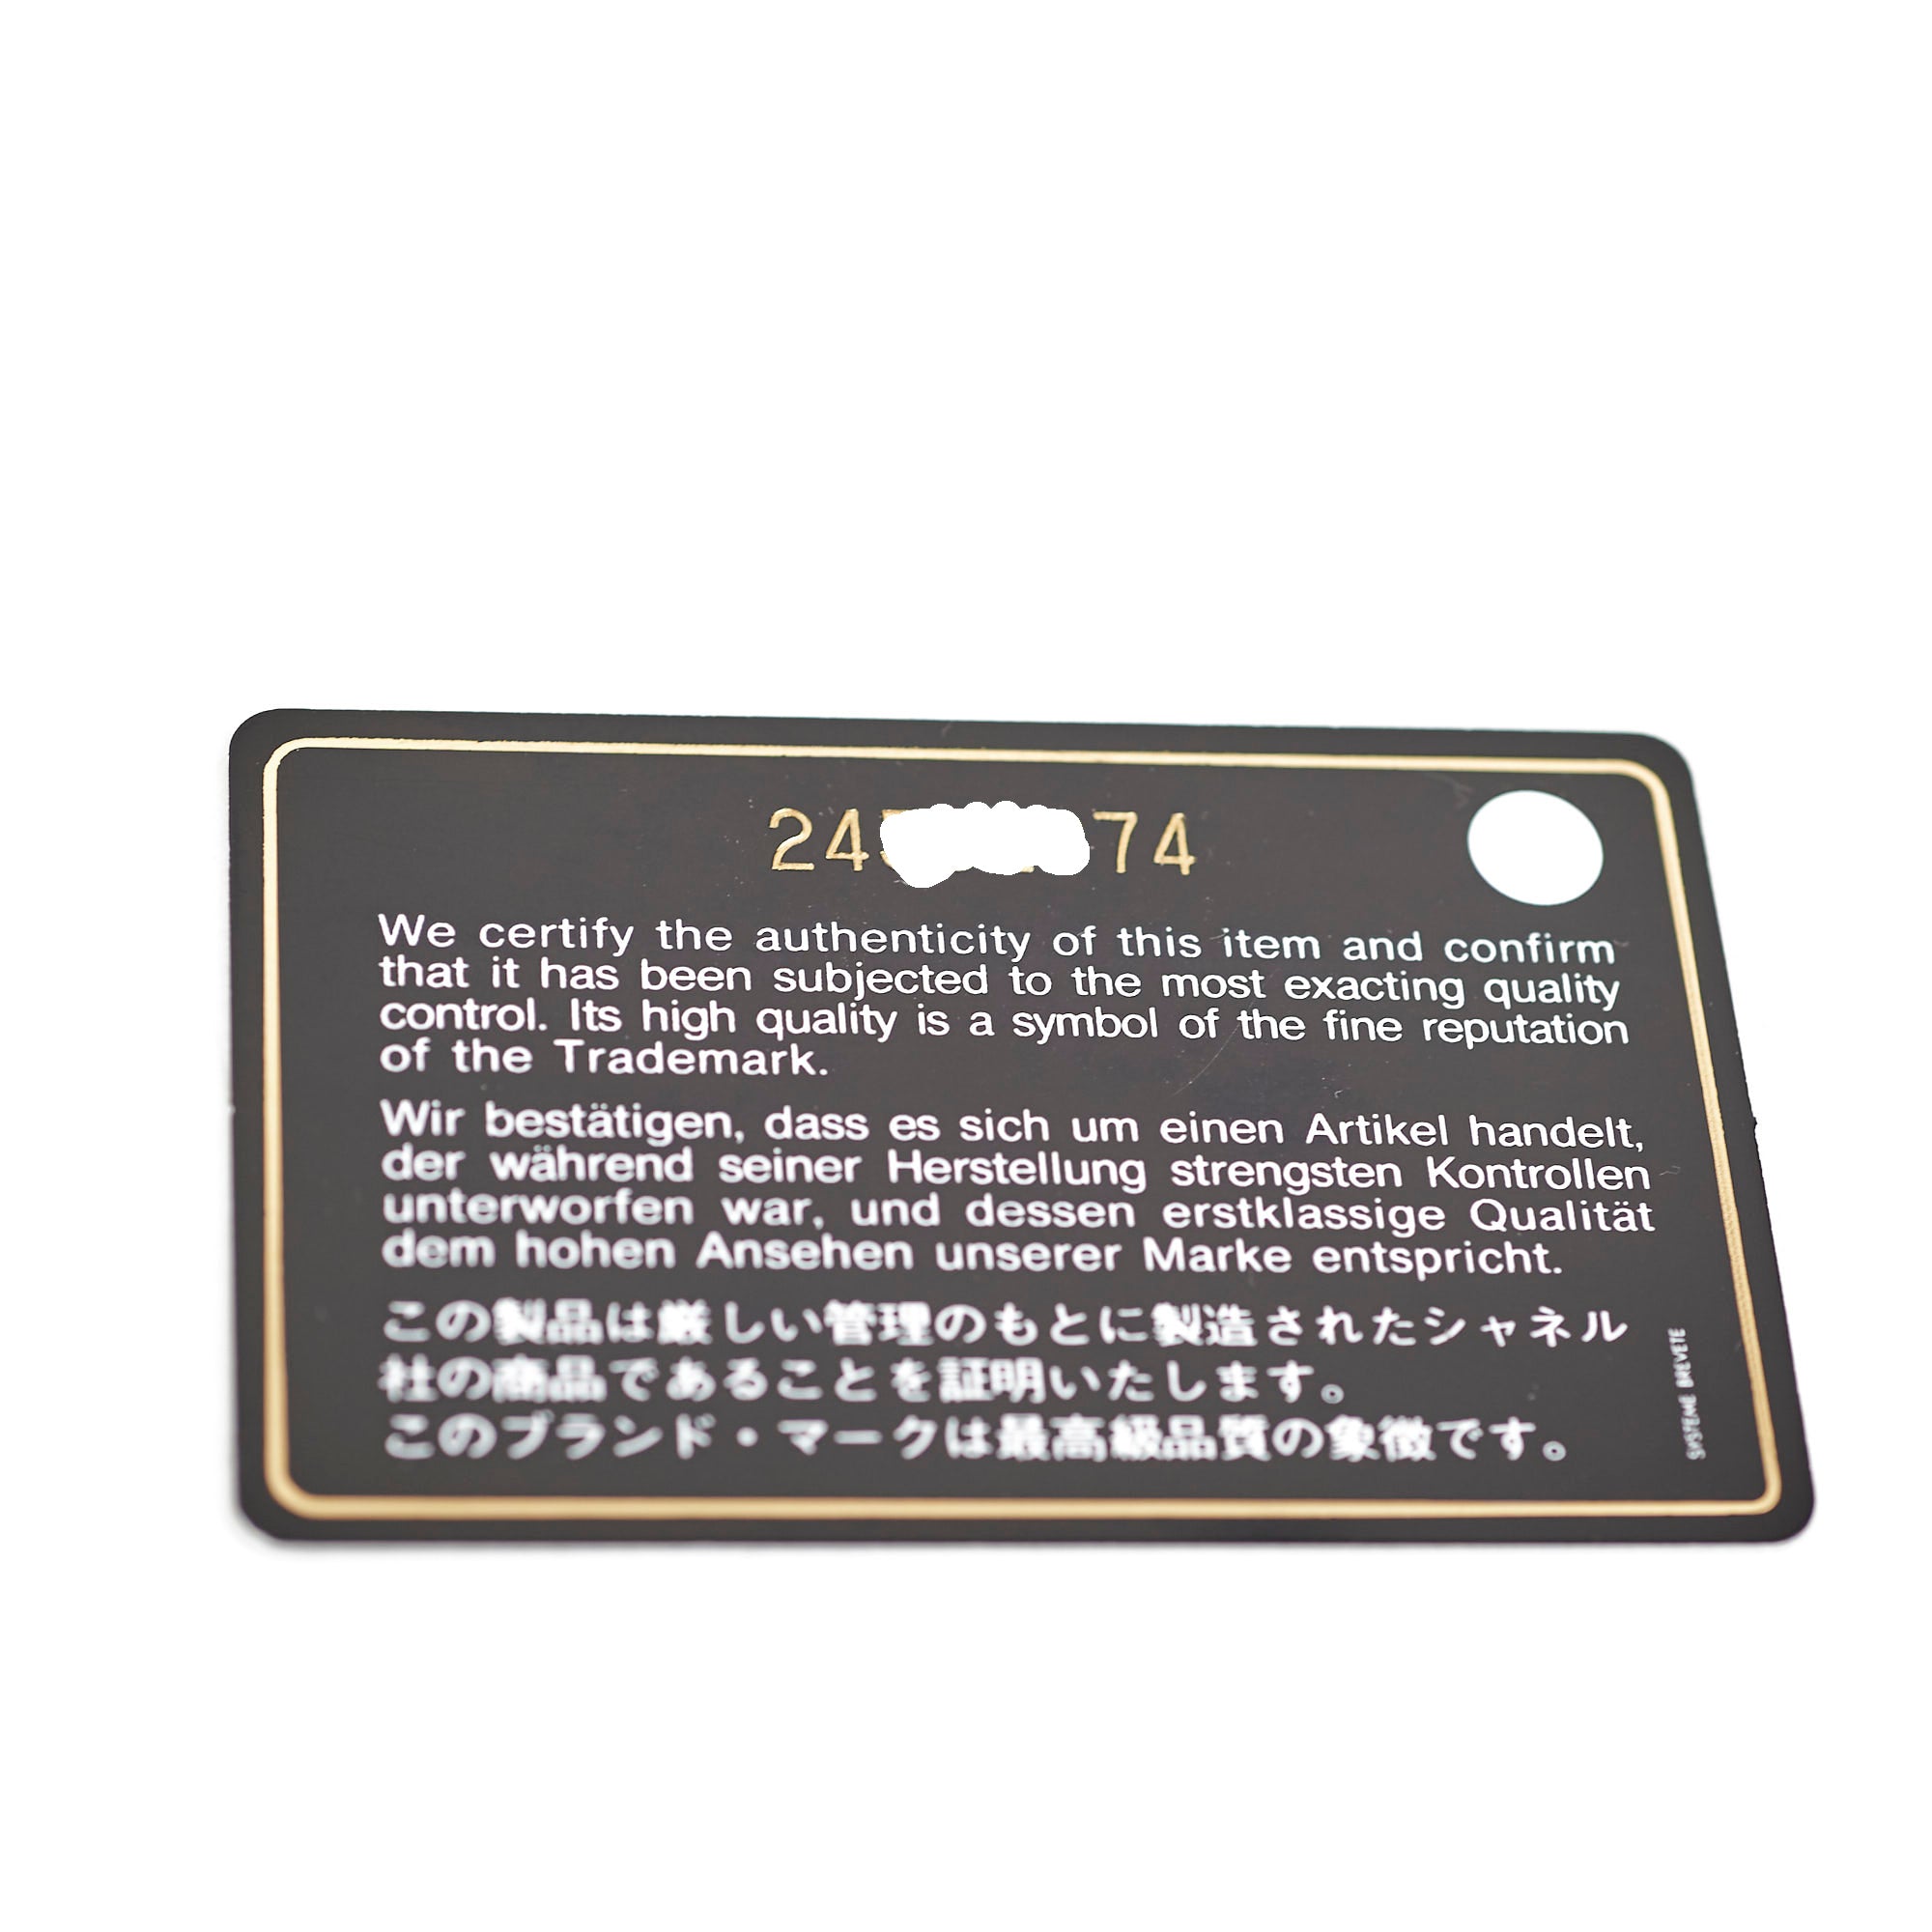 24 74
We certify the authenticity of this item and confirm
that it has been subjected to the most exacting quality
control. Its high quality is a symbol of the fine reputation
of the Trademark.
Wir bestätigen, dass es sich um einen Artikel handelt,
der während seiner Herstellung strengsten Kontrollen
unterworfen war, und dessen erstklassige Qualität
dem hohen Ansehen unserer Marke entspricht.
この製品は厳しい管理のもとに製造されたシャネル
社の商品であることを証明いたします。
このブランド・マークは最高級品質の象徴です。
SYSTEME BREVETE